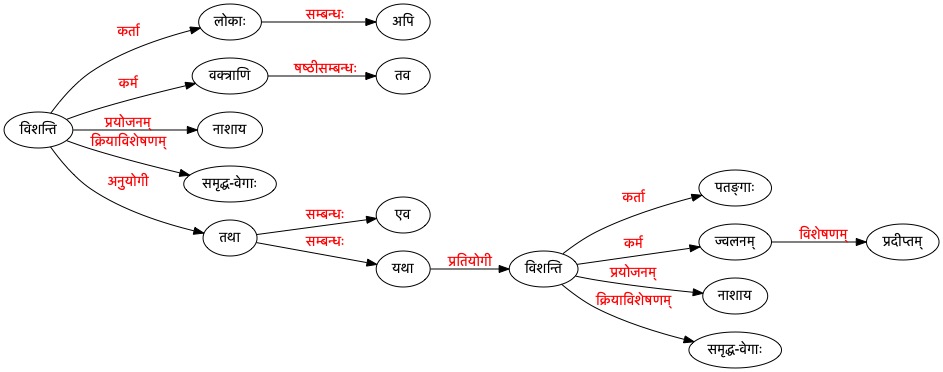 कर्ता
लोकाः
सम्बन्धः
अपि
कर्म
वक्त्राणि
षष्ठीसम्बन्धः
तव
विशन्ति
प्रयोजनम्
नाशाय
क्रियाविशेषणम्
समृद्ध-वेगाः
अनुयोगी
तथा
सम्बन्धः
एव
सम्बन्धः
यथा
प्रतियोगी
विशन्ति
कर्ता
पतङ्गाः
कर्म
ज्वलनम्
विशेषणम्
प्रदीप्तम्
प्रयोजनम्
नाशाय
क्रियाविशेषणम्
समृद्ध-वेगाः